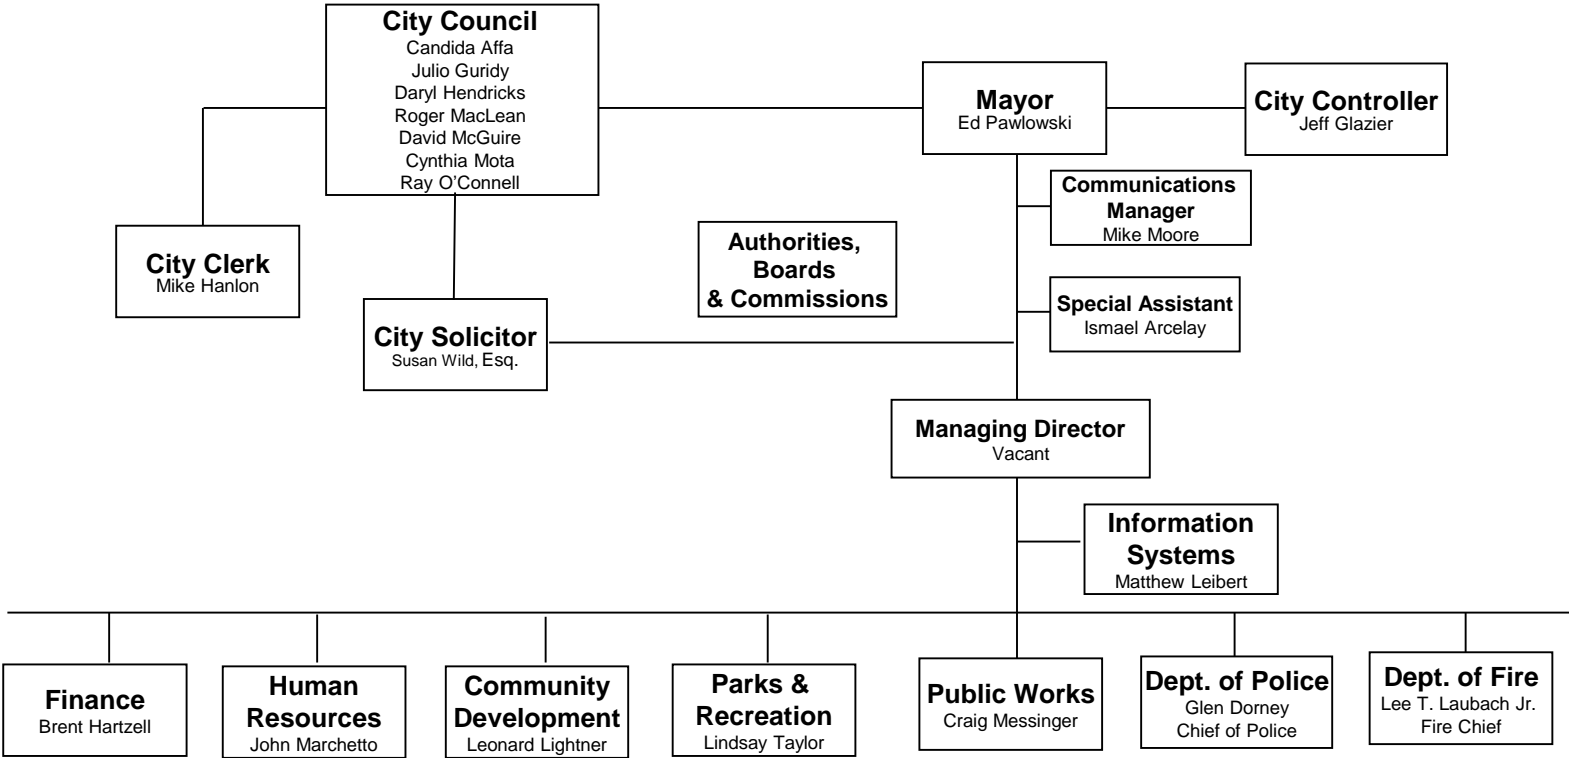 City Council
Candida Affa
Julio Guridy
Daryl Hendricks
Roger MacLean
David McGuire
Cynthia Mota
Ray O'Connell
Mayor
Ed Pawlowski
City Controller
Jeff Glazier
Communications
Manager
Mike Moore
City Clerk
Mike Hanlon
Authorities,
Boards
& Commissions
Special Assistant
Ismael Arcelay
City Solicitor
Susan Wild, Esq.
Managing Director
Vacant
Information
Systems
Matthew Leibert
Finance
Brent Hartzell
Human
Resources
John Marchetto
Community
Development
Leonard Lightner
Parks &
Recreation
Lindsay Taylor
Public Works
Craig Messinger
Dept. of Police
Glen Dorney
Chief of Police
Dept. of Fire
Lee T. Laubach Jr.
Fire Chief